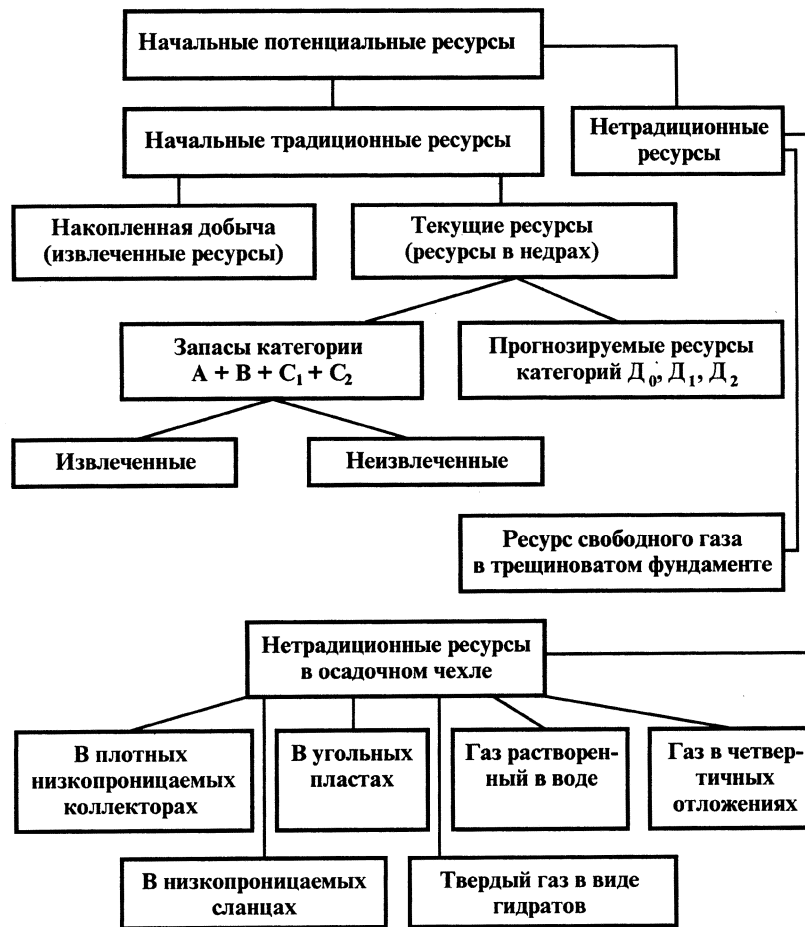 Начальные потенциальные ресурсы
Начальные традиционные ресурсы
Нетрадиционные
ресурсы
Накопленная добыча
(извлеченные ресурсы)
Текущие ресурсы
(ресурсы в недрах)
Запасы категории
А + В + С₁ + С₂
Прогнозируемые ресурсы
категорий Д₀, Д₁, Д₂
Извлеченные
Неизвлеченные
Ресурс свободного газа
в трещиноватом фундаменте
Нетрадиционные ресурсы
в осадочном чехле
В плотных
низкопроницаемых
коллекторах
В угольных
пластах
Газ растворен-
ный в воде
Газ в четвер-
тичных
отложениях
В низкопроницаемых
сланцах
Твердый газ в виде
гидратов